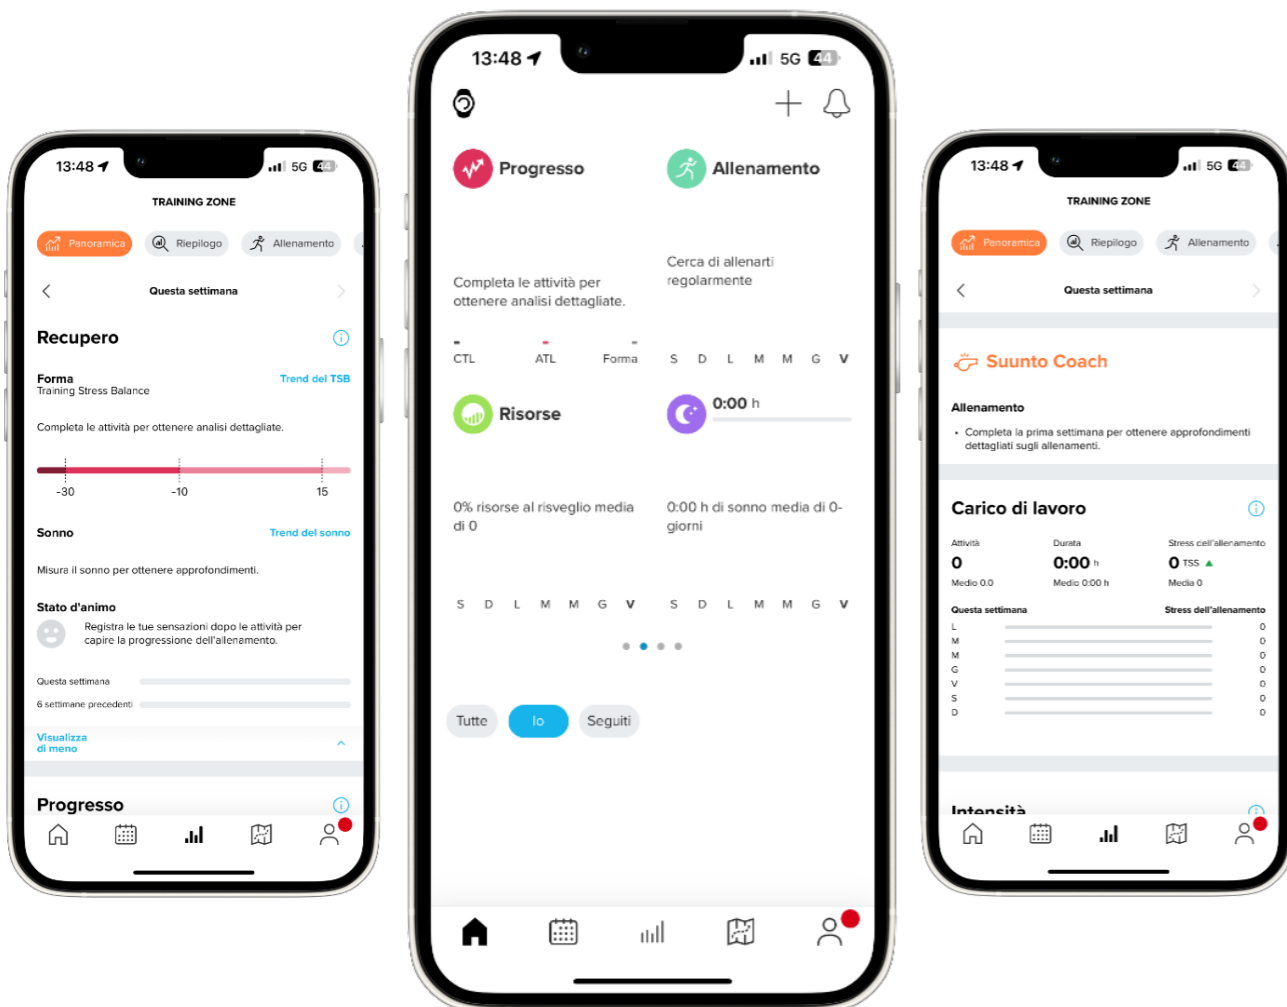 13:48
5G 44
TRAINING ZONE
Panoramica
Riepilogo
Allenamento
Questa settimana
Recupero
Forma
Training Stress Balance
Trend del TSB
Completa le attività per ottenere analisi dettagliate.
-30
-10
15
Sonno
Trend del sonno
Misura il sonno per ottenere approfondimenti.
Stato d'animo
Registra le tue sensazioni dopo le attività per
capire la progressione dell'allenamento.
Questa settimana
6 settimane precedenti
Visualizza
di meno
Progresso
13:48
5G 44
Progresso
Completa le attività per
ottenere analisi dettagliate.
-
-
-
CTL
ATL
Forma
Allenamento
Cerca di allenarti
regolarmente
S D L M M G V
Risorse
0% risorse al risveglio media
di 0
S D L M M G V
0:00 h
0:00 h di sonno media di 0-
giorni
S D L M M G V
Tutte
Io
Seguiti
13:48
5G 44
TRAINING ZONE
Panoramica
Riepilogo
Allenamento
Questa settimana
Suunto Coach
Allenamento
• Completa la prima settimana per ottenere approfondimenti
dettagliati sugli allenamenti.
Carico di lavoro
Attività
0
Medio 0.0
Durata
0:00 h
Medio 0:00 h
Stress cell'allenamento
0 TSS ▲
Media 0
Questa settimana
Stress dell'allenamento
L 0
M 0
M 0
G 0
V 0
S 0
D 0
Intensità